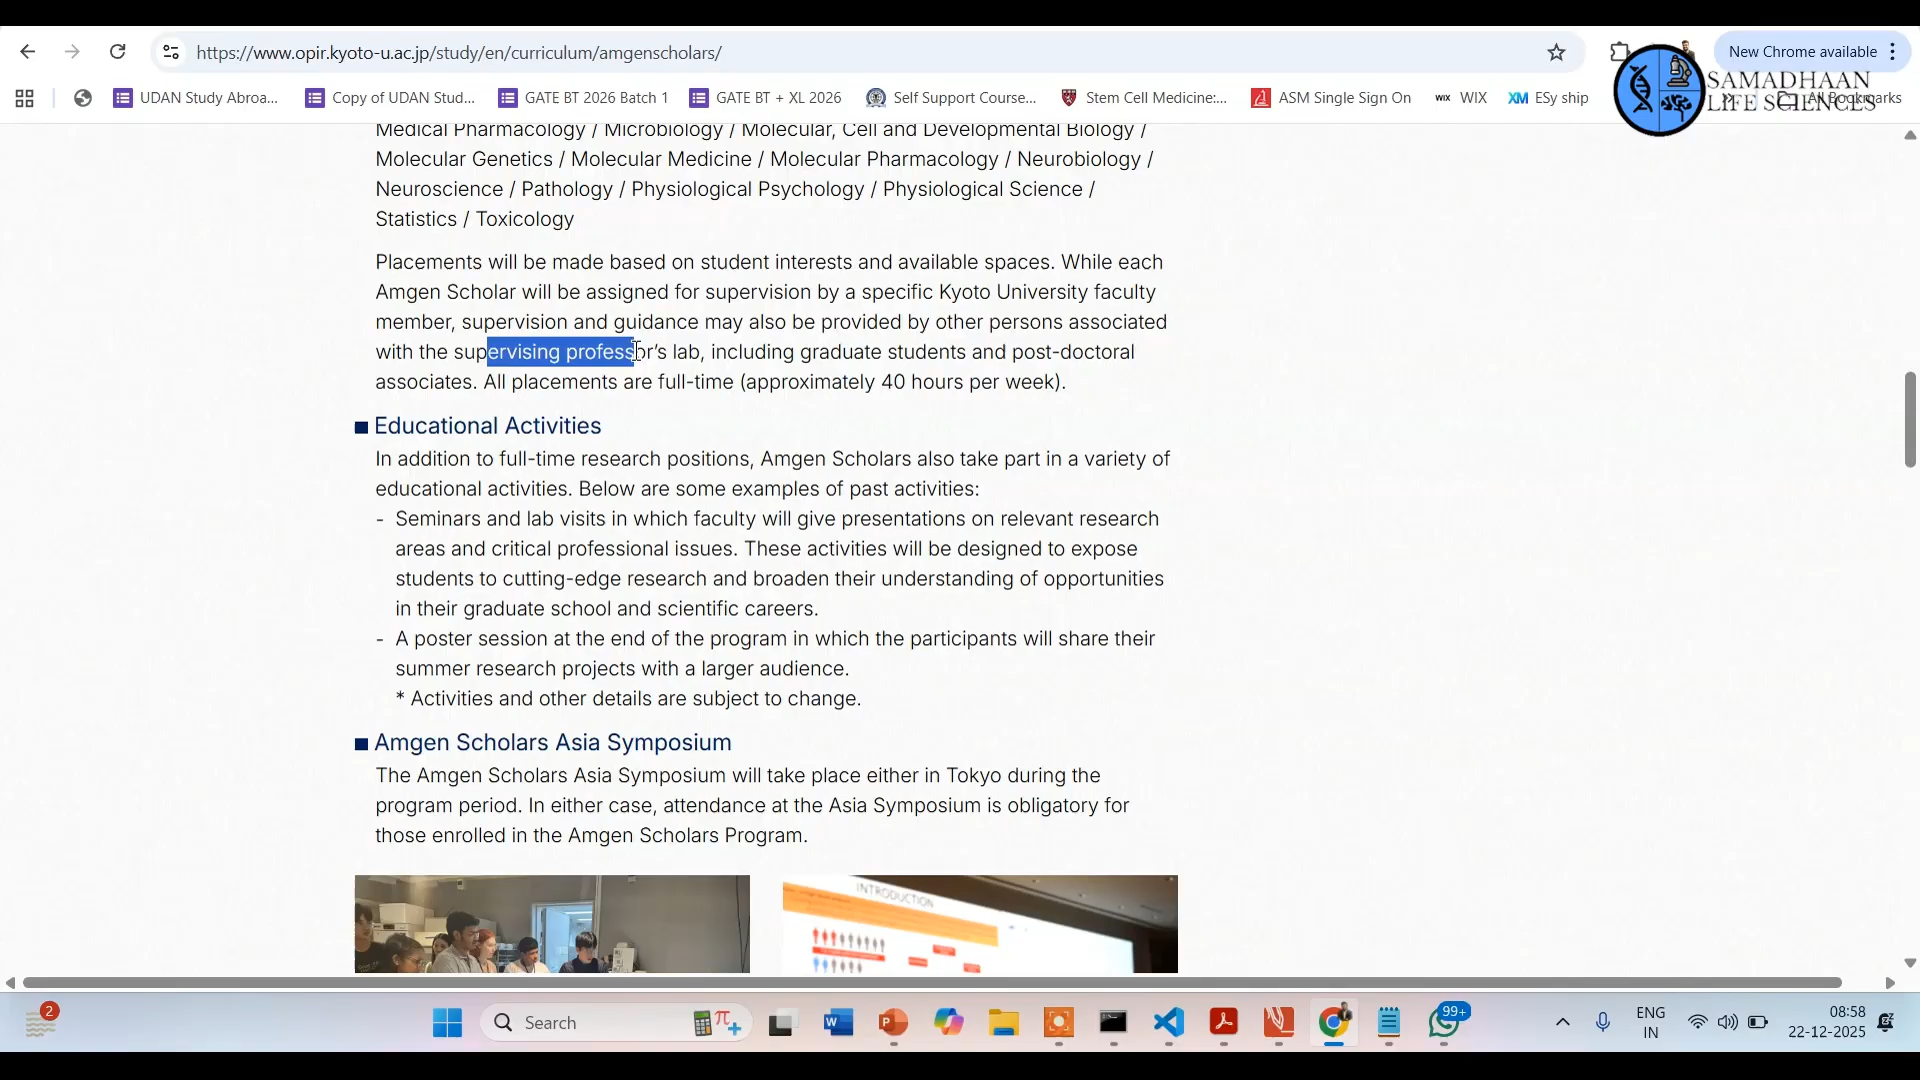 https://www.opir.kyoto-u.ac.jp/study/en/curriculum/amgenscholars/
New Chrome available
UDAN Study Abroa...
Copy of UDAN Stud...
GATE BT 2026 Batch 1
GATE BT + XL 2026
Self Support Course...
Stem Cell Medicine:...
ASM Single Sign On
WIX
WIX
XM
ESy ship
All Bookmarks
SAMADHAAN
LIFE SCIENCES
Medical Pharmacology / Microbiology / Molecular, Cell and Developmental Biology /
Molecular Genetics / Molecular Medicine / Molecular Pharmacology / Neurobiology /
Neuroscience / Pathology / Physiological Psychology / Physiological Science /
Statistics / Toxicology
Placements will be made based on student interests and available spaces. While each
Amgen Scholar will be assigned for supervision by a specific Kyoto University faculty
member, supervision and guidance may also be provided by other persons associated
with the supervising professor's lab, including graduate students and post-doctoral
associates. All placements are full-time (approximately 40 hours per week).
Educational Activities
In addition to full-time research positions, Amgen Scholars also take part in a variety of
educational activities. Below are some examples of past activities:
- Seminars and lab visits in which faculty will give presentations on relevant research
areas and critical professional issues. These activities will be designed to expose
students to cutting-edge research and broaden their understanding of opportunities
in their graduate school and scientific careers.
- A poster session at the end of the program in which the participants will share their
summer research projects with a larger audience.
* Activities and other details are subject to change.
Amgen Scholars Asia Symposium
The Amgen Scholars Asia Symposium will take place either in Tokyo during the
program period. In either case, attendance at the Asia Symposium is obligatory for
those enrolled in the Amgen Scholars Program.
INTRODUCTION
2
Search
99+
ENG
IN
08:58
22-12-2025